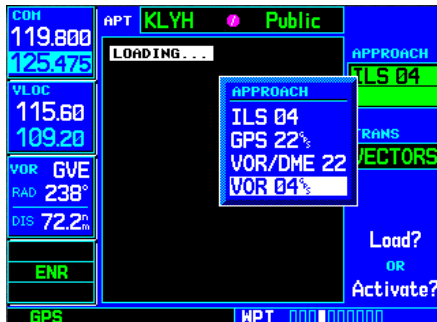 COM
119.800
125.475
VLOC
115.60
109.20
VOR GVE
RAD 238°
DIS 72.2nm
ENR
GPS
APT KLYH Public
LOADING...
APPROACH
ILS 04
GPS 22
VOR/DME 22
VOR 04
APPROACH
ILS 04
TRANS
VECTORS
Load?
OR
Activate?
WPT